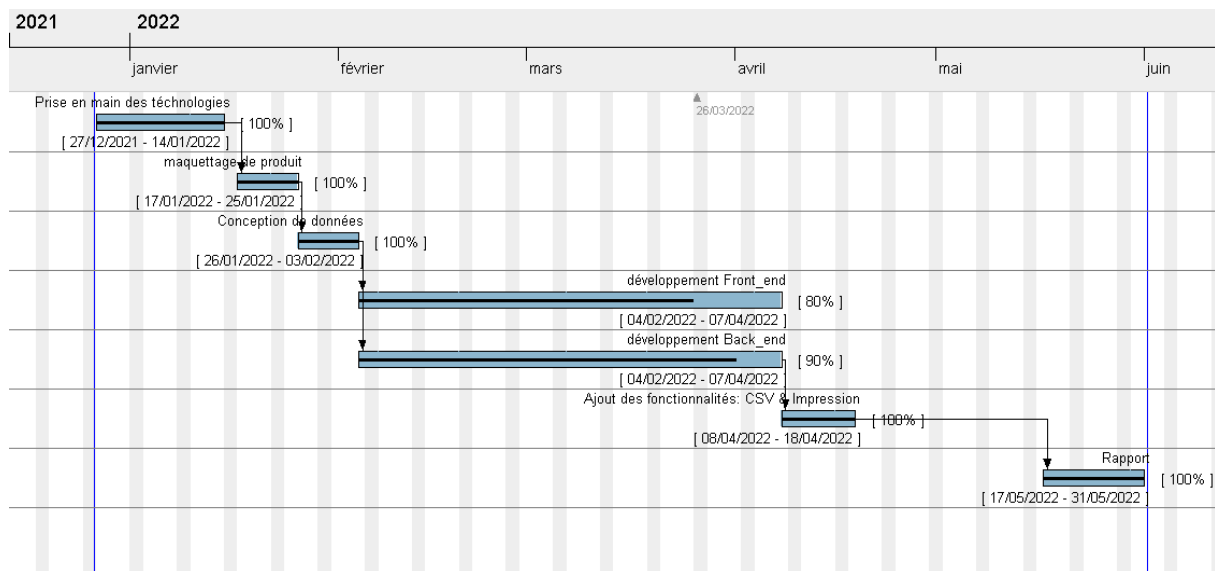 2021 2022
janvier février mars avril mai juin
26/03/2022
Prise en main des téchnologies
[ 100% ]
[ 27/12/2021 - 14/01/2022 ]
maquettage de produit
[ 100% ]
[ 17/01/2022 - 25/01/2022 ]
Conception de données
[ 100% ]
[ 26/01/2022 - 03/02/2022 ]
développement Front_end
[ 80% ]
[ 04/02/2022 - 07/04/2022 ]
développement Back_end
[ 90% ]
[ 04/02/2022 - 07/04/2022 ]
Ajout des fonctionnalités: CSV & Impression
[ 100% ]
[ 08/04/2022 - 18/04/2022 ]
Rapport
[ 100% ]
[ 17/05/2022 - 31/05/2022 ]